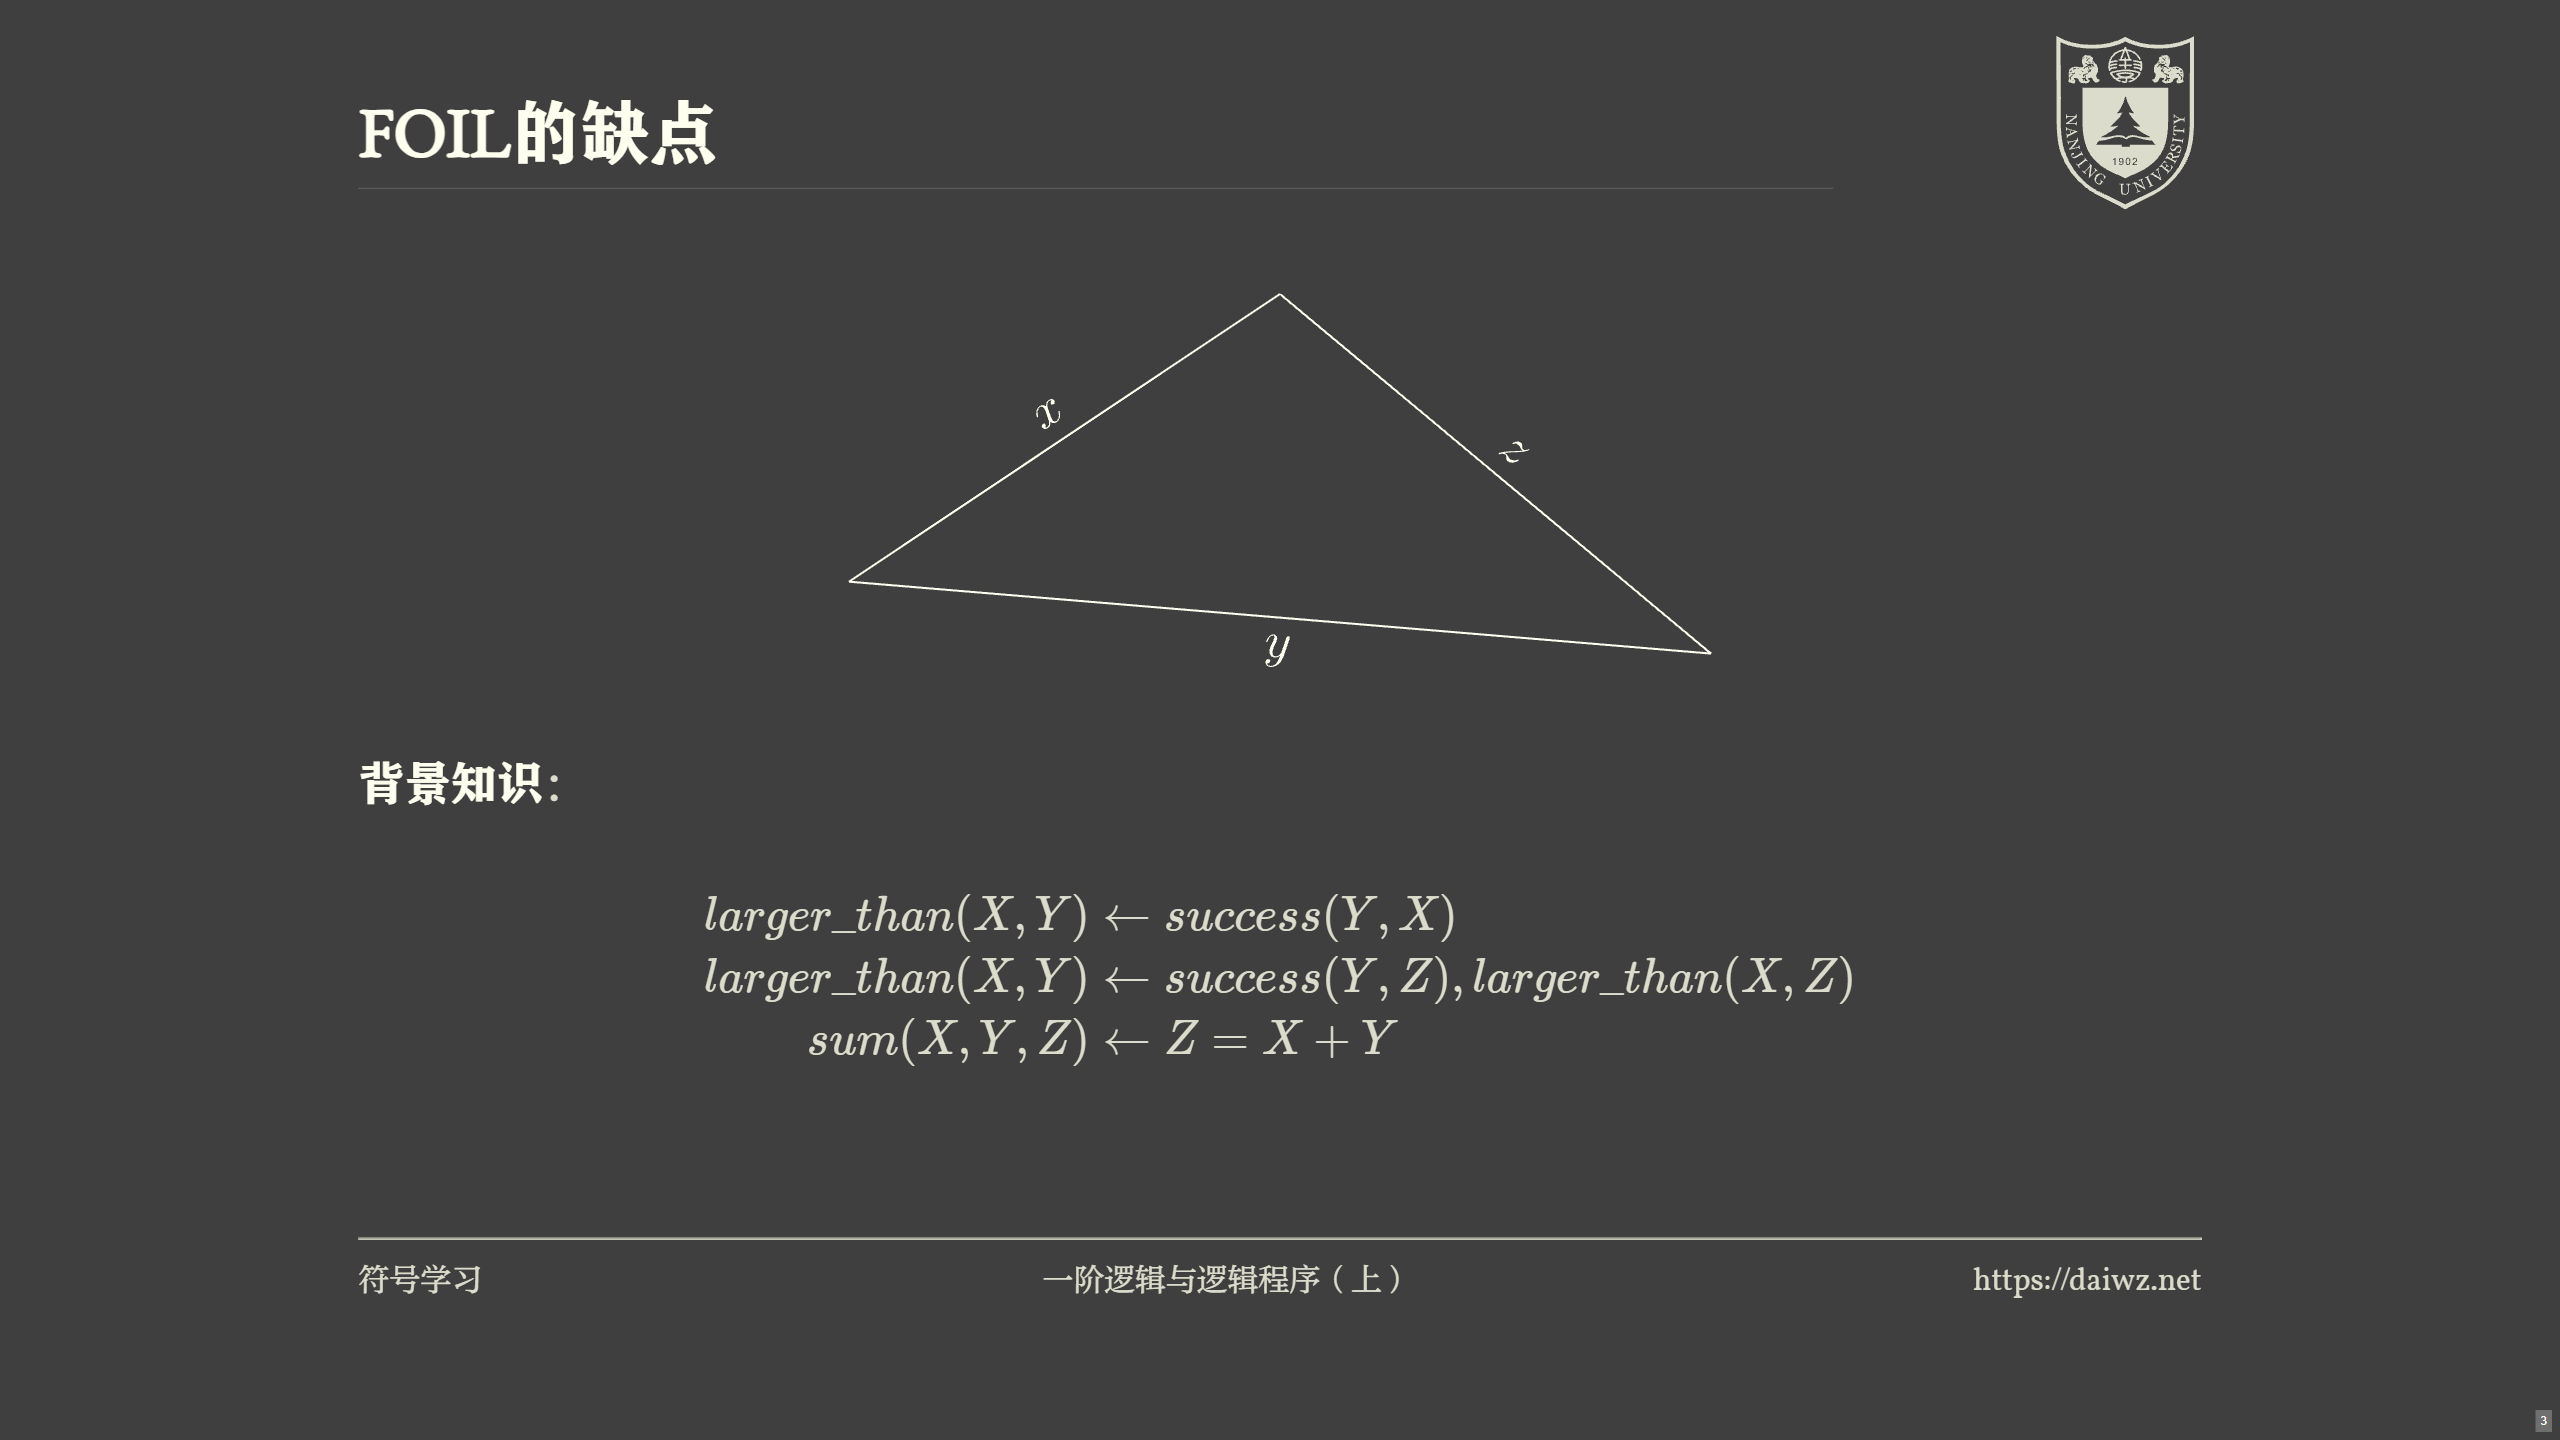 FOIL的缺点
NANJING UNIVERSITY
1902
x
z
y
背景知识：
larger_than(X, Y) ← success(Y, X)
larger_than(X, Y) ← success(Y, Z), larger_than(X, Z)
sum(X, Y, Z) ← Z = X + Y
符号学习
一阶逻辑与逻辑程序（上）
https://daiwz.net
3